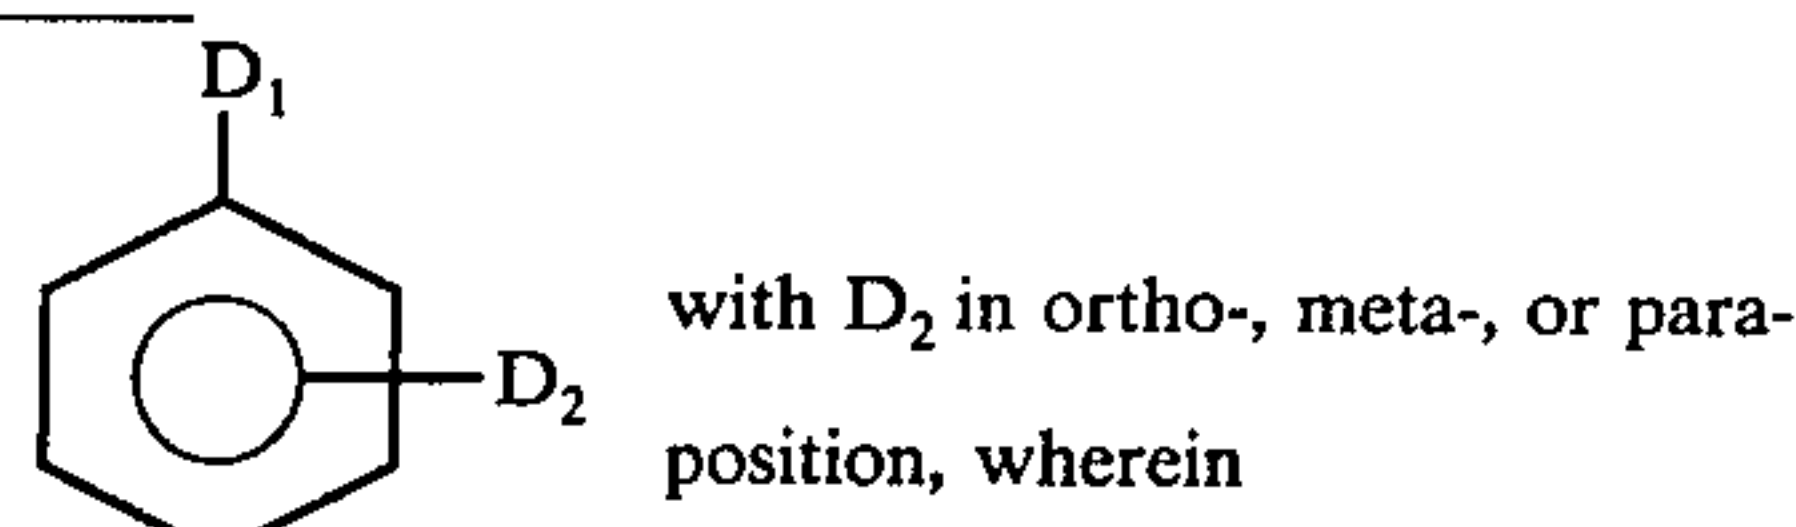 D₁
with D₂ in ortho-, meta-, or para-
D₂
position, wherein